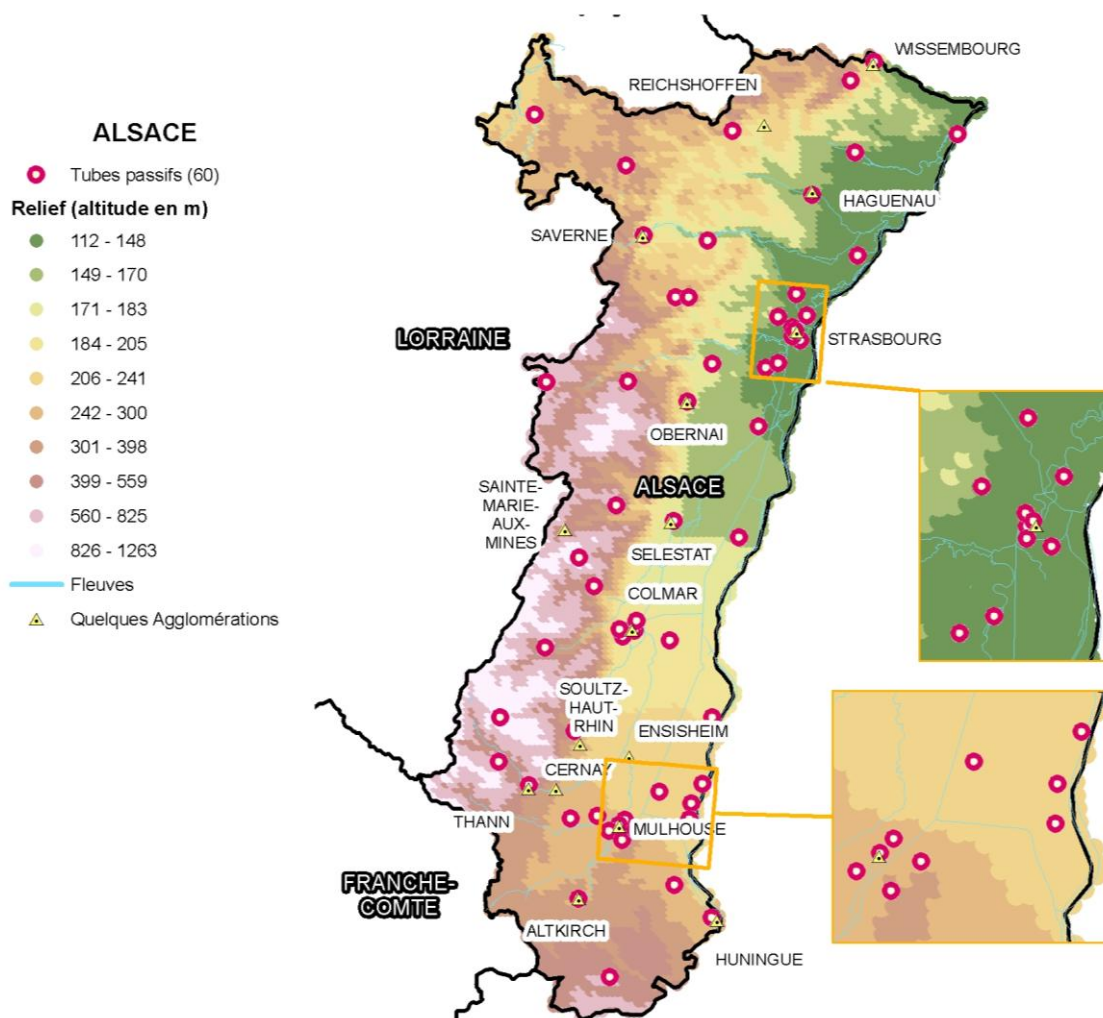 ALSACE
Tubes passifs (60)
Relief (altitude en m)
112 - 148
149 - 170
171 - 183
184 - 205
206 - 241
242 - 300
301 - 398
399 - 559
560 - 825
826 - 1263
Fleuves
Quelques Agglomérations
WISSEMBOURG
REICHSHOFFEN
HAGUENAU
SAVERNE
LORRAINE
STRASBOURG
OBERNAI
SAINTE-
MARIE-
AUX-
MINES
ALSACE
SELESTAT
COLMAR
SOULTZ-
HAUT-
RHIN
ENSISHEIM
CERNAY
THANN
MULHOUSE
FRANCHE-
COMTE
ALTKIRCH
HUNINGUE